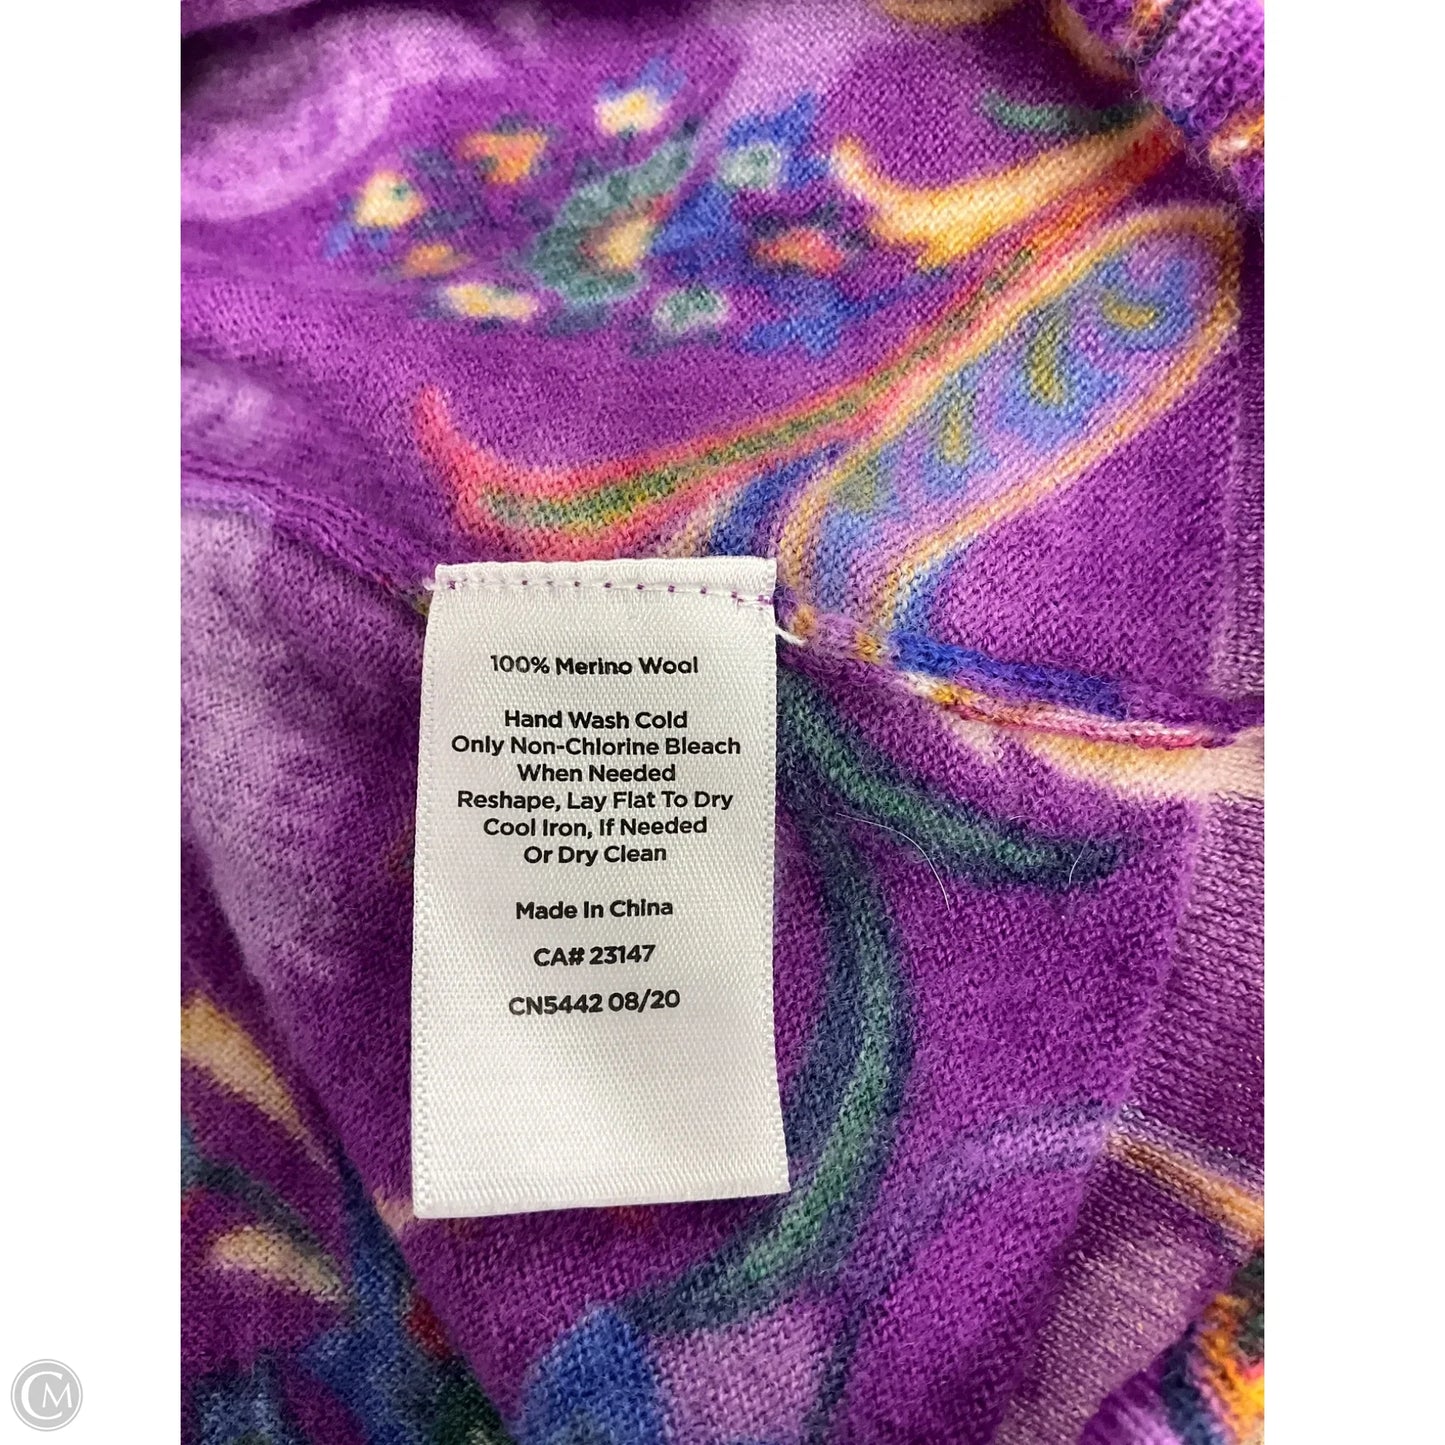 100% Merino Wool
Hand Wash Cold
Only Non-Chlorine Bleach
When Needed
Reshape, Lay Flat To Dry
Cool Iron, If Needed
Or Dry Clean
Made In China
CA# 23147
CN5442 08/20
CM